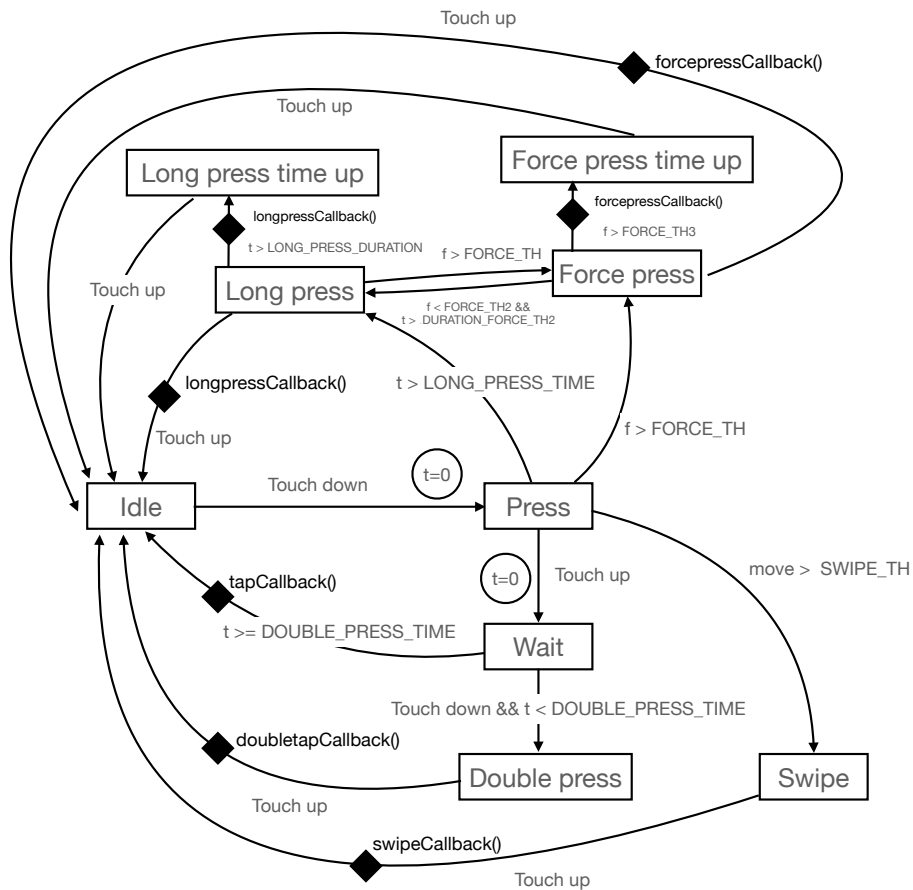 Touch up
forcepressCallback()
Touch up
Force press time up
Long press time up
forcepressCallback()
longpressCallback()
f > FORCE_TH3
t > LONG_PRESS_DURATION
f > FORCE_TH
Force press
Touch up
Long press
f < FORCE_TH2 &&
t > DURATION_FORCE_TH2
longpressCallback()
t > LONG_PRESS_TIME
Touch up
f > FORCE_TH
t=0
Touch down
Idle
Press
move > SWIPE_TH
t=0
Touch up
tapCallback()
t >= DOUBLE_PRESS_TIME
Wait
Touch down && t < DOUBLE_PRESS_TIME
doubletapCallback()
Double press
Swipe
Touch up
swipeCallback()
Touch up